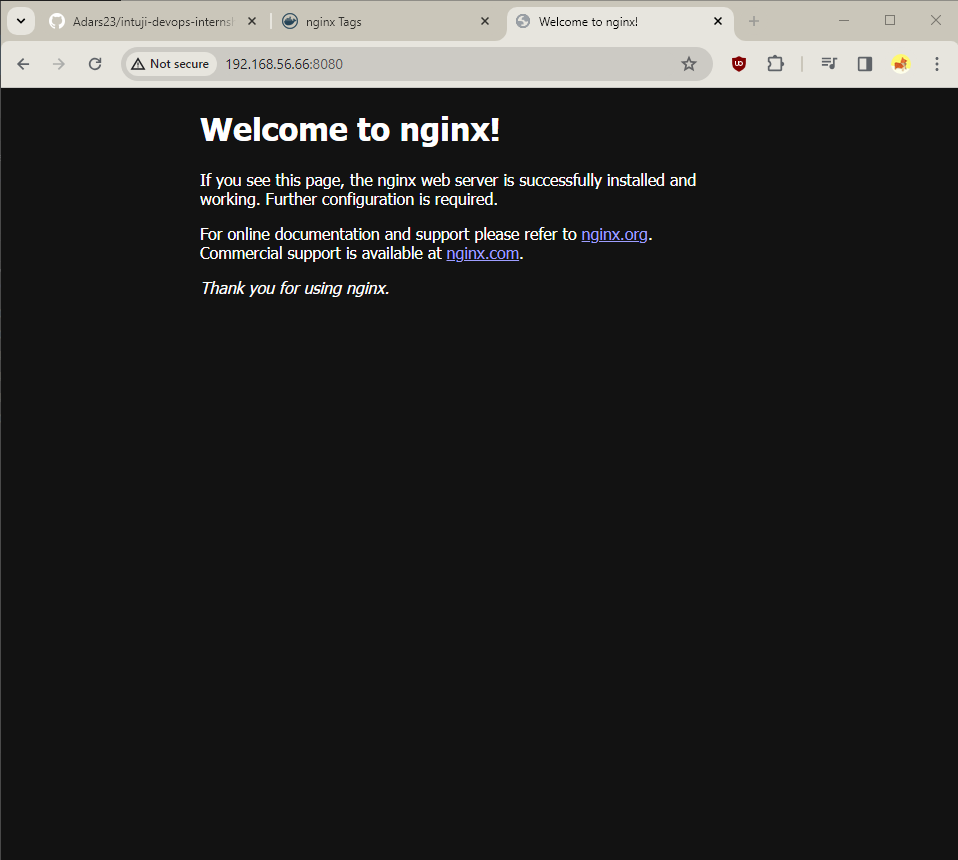 Adars23/intuji-devops-internsh
nginx Tags
Welcome to nginx!
Not secure
192.168.56.66:8080
Welcome to nginx!
If you see this page, the nginx web server is successfully installed and
working. Further configuration is required.
For online documentation and support please refer to nginx.org.
Commercial support is available at nginx.com.
Thank you for using nginx.